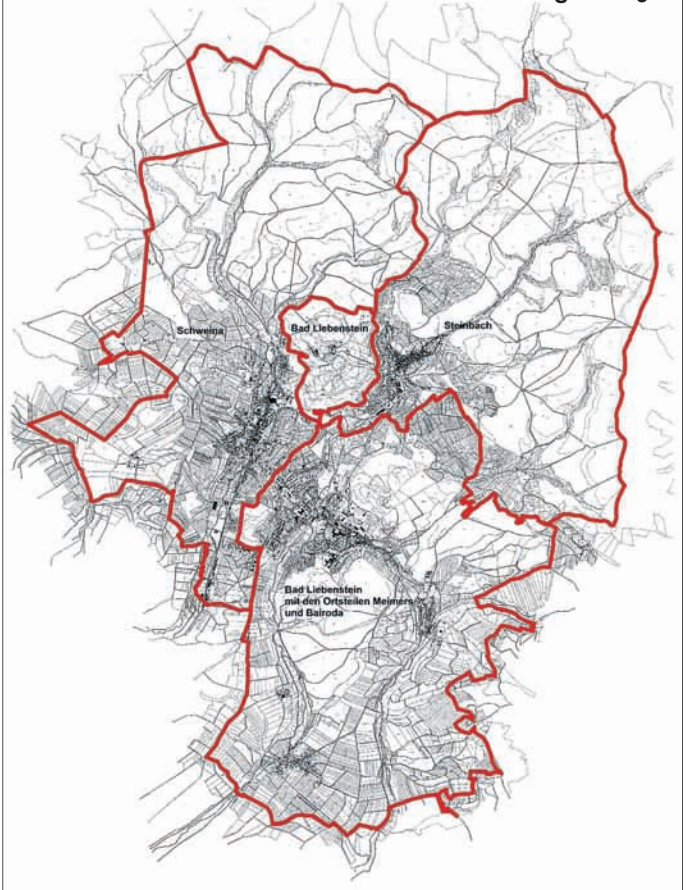 Schweina
Bad Liebenstein
Steinbach
Bad Liebenstein
mit den Ortsteilen Meimers
und Bairoda